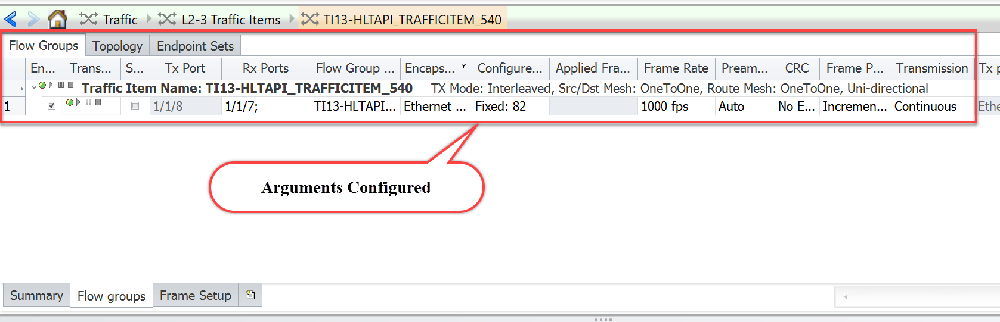 Traffic L2-3 Traffic Items TI13-HLTAPI_TRAFFICITEM_540
Flow Groups Topology Endpoint Sets
En... Trans... S... Tx Port Rx Ports Flow Group ... Encaps... Configure... Applied Fra... Frame Rate Pream... CRC Frame P... Transmission Tx p
Traffic Item Name: TI13-HLTAPI_TRAFFICITEM_540 TX Mode: Interleaved, Src/Dst Mesh: OneToOne, Route Mesh: OneToOne, Uni-directional
1 1/1/8 1/1/7; TI13-HLTAPI... Ethernet ... Fixed: 82 1000 fps Auto No E... Incremen... Continuous Ethe
Arguments Configured
Summary Flow groups Frame Setup